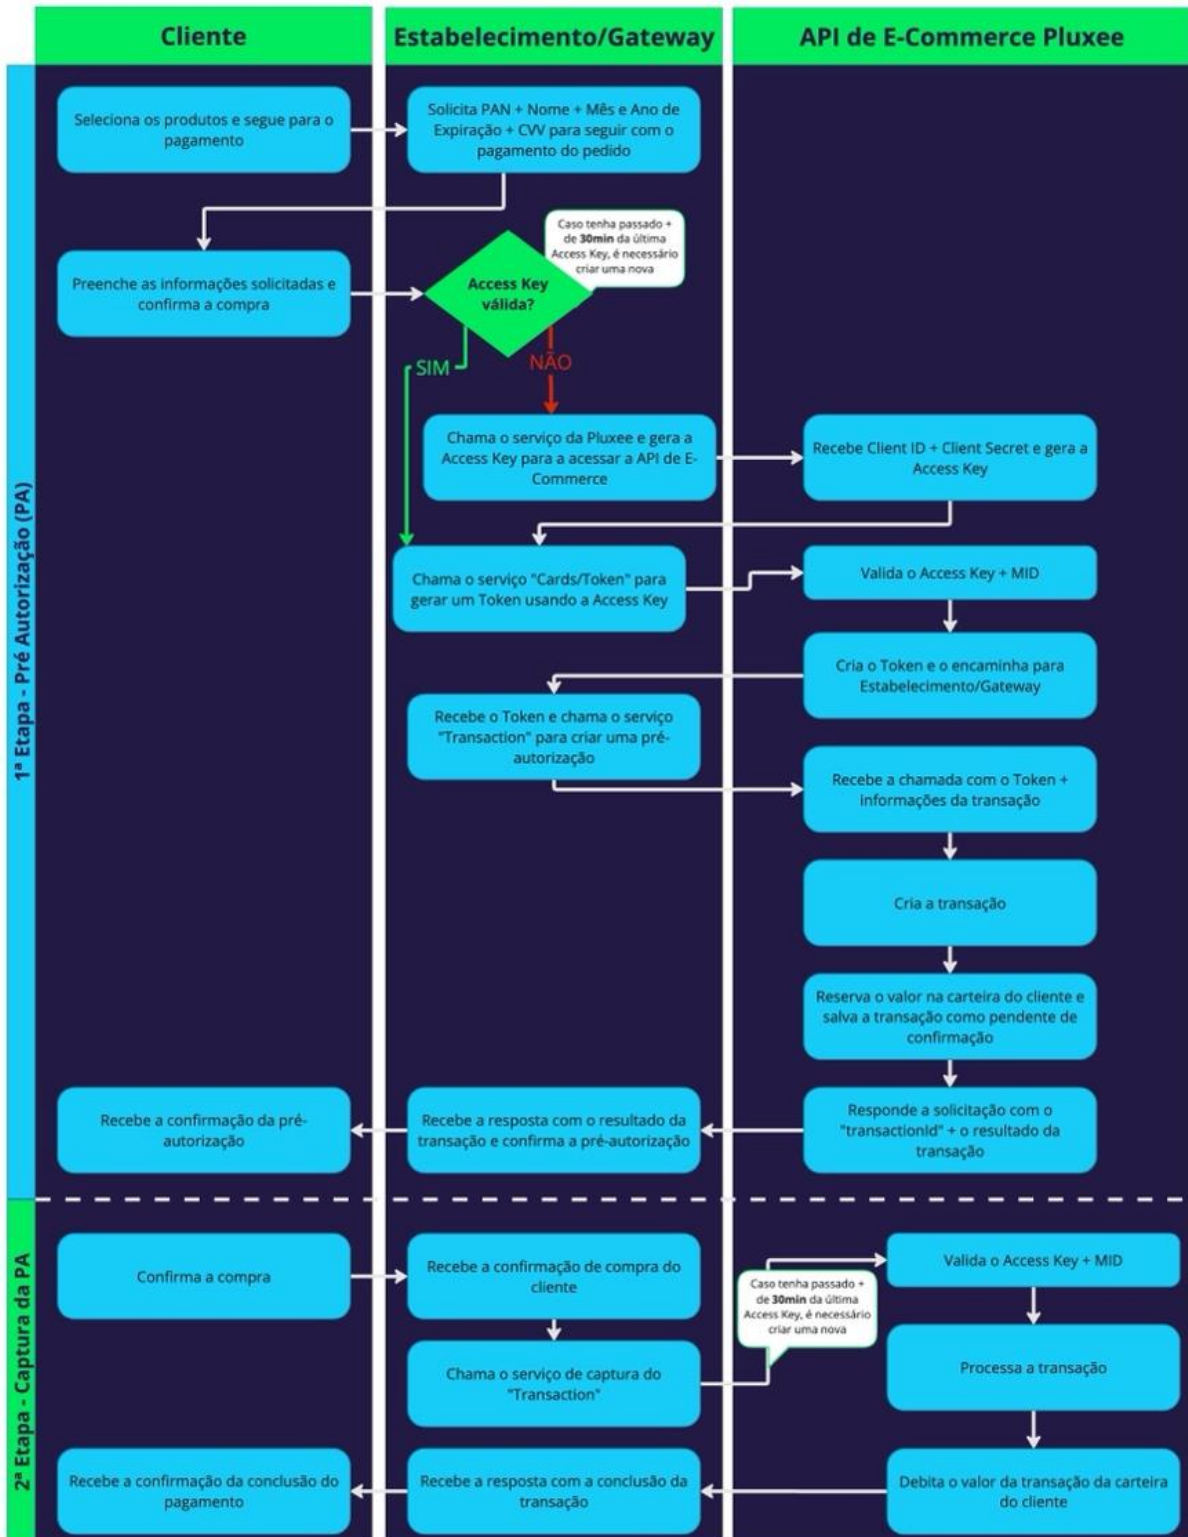 Cliente
Estabelecimento/Gateway
API de E-Commerce Pluxee
1ª Etapa - Pré Autorização (PA)
Seleciona os produtos e segue para o
pagamento
Solicita PAN + Nome + Mês e Ano de
Expiração + CVV para seguir com o
pagamento do pedido
Preenche as informações solicitadas e
confirma a compra
Access Key
válida?
Caso tenha passado +
de 30min da última
Access Key, é necessário
criar uma nova
SIM
NÃO
Chama o serviço da Pluxee e gera a
Access Key para a acessar a API de E-
Commerce
Recebe Client ID + Client Secret e gera a
Access Key
Chama o serviço "Cards/Token" para
gerar um Token usando a Access Key
Valida o Access Key + MID
Cria o Token e o encaminha para
Estabelecimento/Gateway
Recebe o Token e chama o serviço
"Transaction" para criar uma pré-
autorização
Recebe a chamada com o Token +
informações da transação
Cria a transação
Reserva o valor na carteira do cliente e
salva a transação como pendente de
confirmação
Responde a solicitação com o
"transactionId" + o resultado da
transação
Recebe a resposta com o resultado da
transação e confirma a pré-autorização
Recebe a confirmação da pré-
autorização
2ª Etapa - Captura da PA
Confirma a compra
Recebe a confirmação de compra do
cliente
Chama o serviço de captura do
"Transaction"
Caso tenha passado +
de 30min da última
Access Key, é necessário
criar uma nova
Valida o Access Key + MID
Processa a transação
Debita o valor da transação da carteira
do cliente
Recebe a resposta com a conclusão da
transação
Recebe a confirmação da conclusão do
pagamento